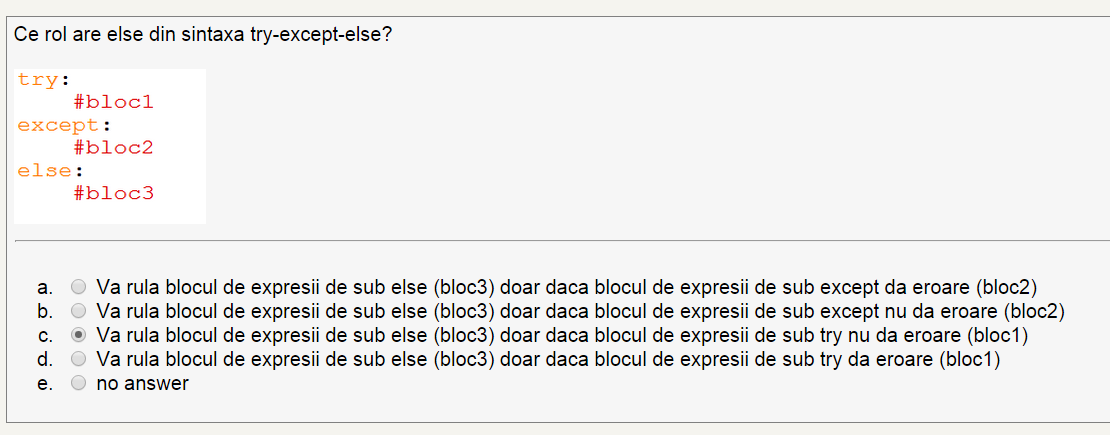 Ce rol are else din sintaxa try-except-else?
try:
#bloc1
except:
#bloc2
else:
#bloc3
a. Va rula blocul de expresii de sub else (bloc3) doar daca blocul de expresii de sub except da eroare (bloc2)
b. Va rula blocul de expresii de sub else (bloc3) doar daca blocul de expresii de sub except nu da eroare (bloc2)
c. Va rula blocul de expresii de sub else (bloc3) doar daca blocul de expresii de sub try nu da eroare (bloc1)
d. Va rula blocul de expresii de sub else (bloc3) doar daca blocul de expresii de sub try da eroare (bloc1)
e. no answer